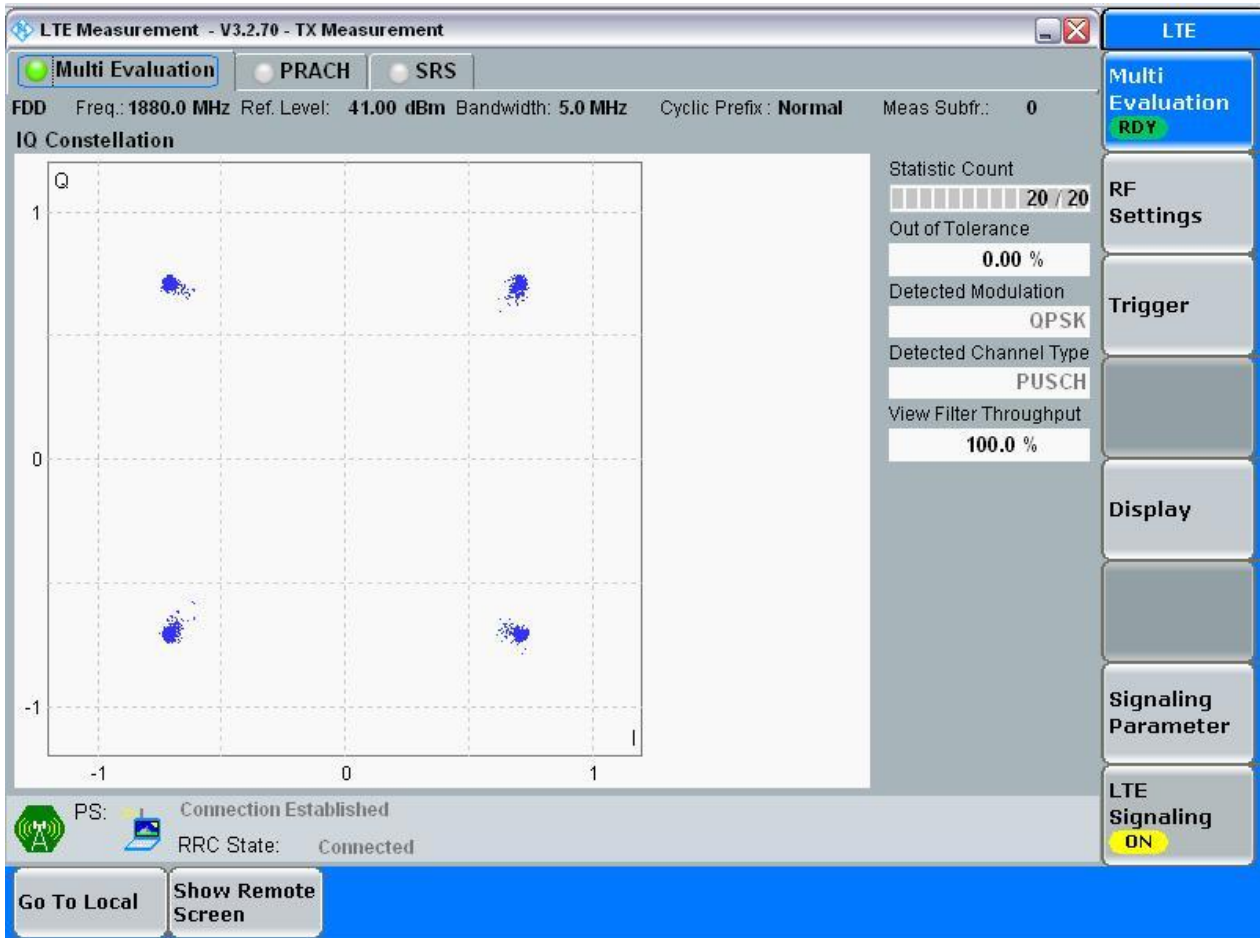 LTE Measurement - V3.2.70 - TX Measurement
LTE
Multi Evaluation PRACH SRS
FDD Freq.: 1880.0 MHz Ref. Level: 41.00 dBm Bandwidth: 5.0 MHz Cyclic Prefix : Normal Meas Subfr.: 0
IQ Constellation
Q
1
0
-1
-1 0 1
I
Statistic Count
20 / 20
Out of Tolerance
0.00 %
Detected Modulation
QPSK
Detected Channel Type
PUSCH
View Filter Throughput
100.0 %
Multi
Evaluation
RDY
RF
Settings
Trigger
Display
Signaling
Parameter
LTE
Signaling
ON
PS: Connection Established
RRC State: Connected
Go To Local
Show Remote
Screen